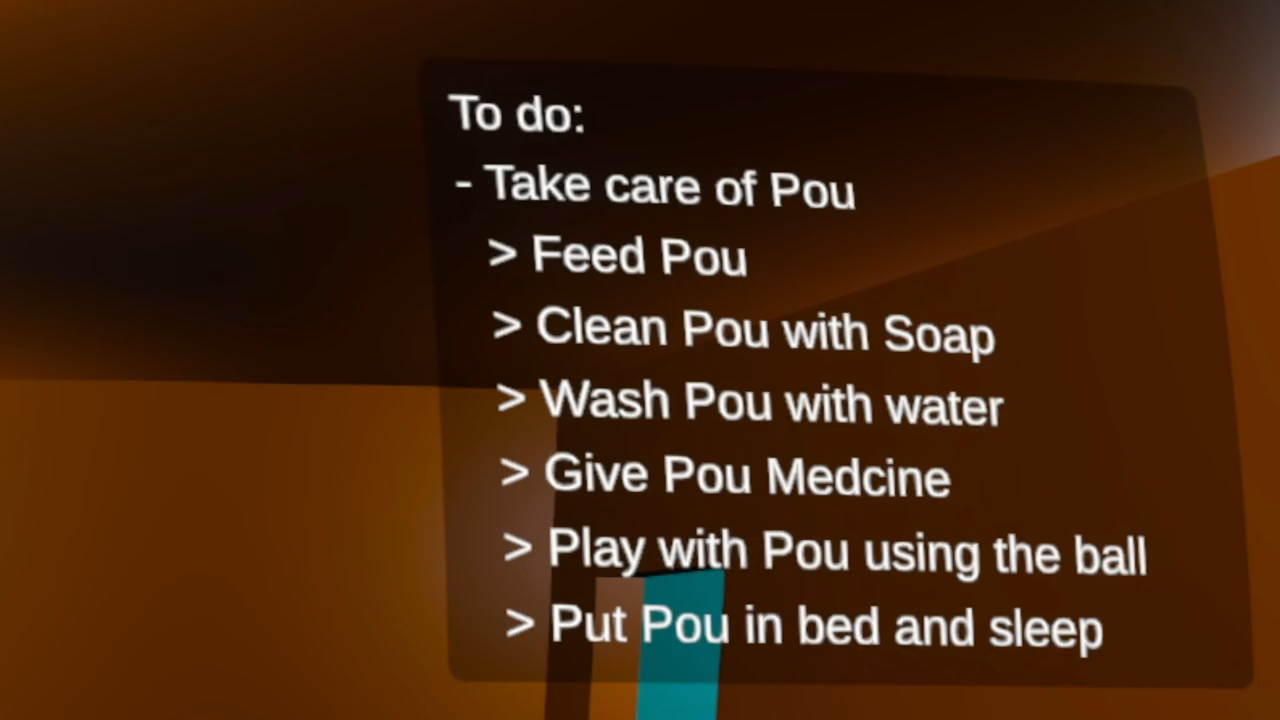 To do:
- Take care of Pou
> Feed Pou
> Clean Pou with Soap
> Wash Pou with water
> Give Pou Medcine
> Play with Pou using the ball
> Put Pou in bed and sleep